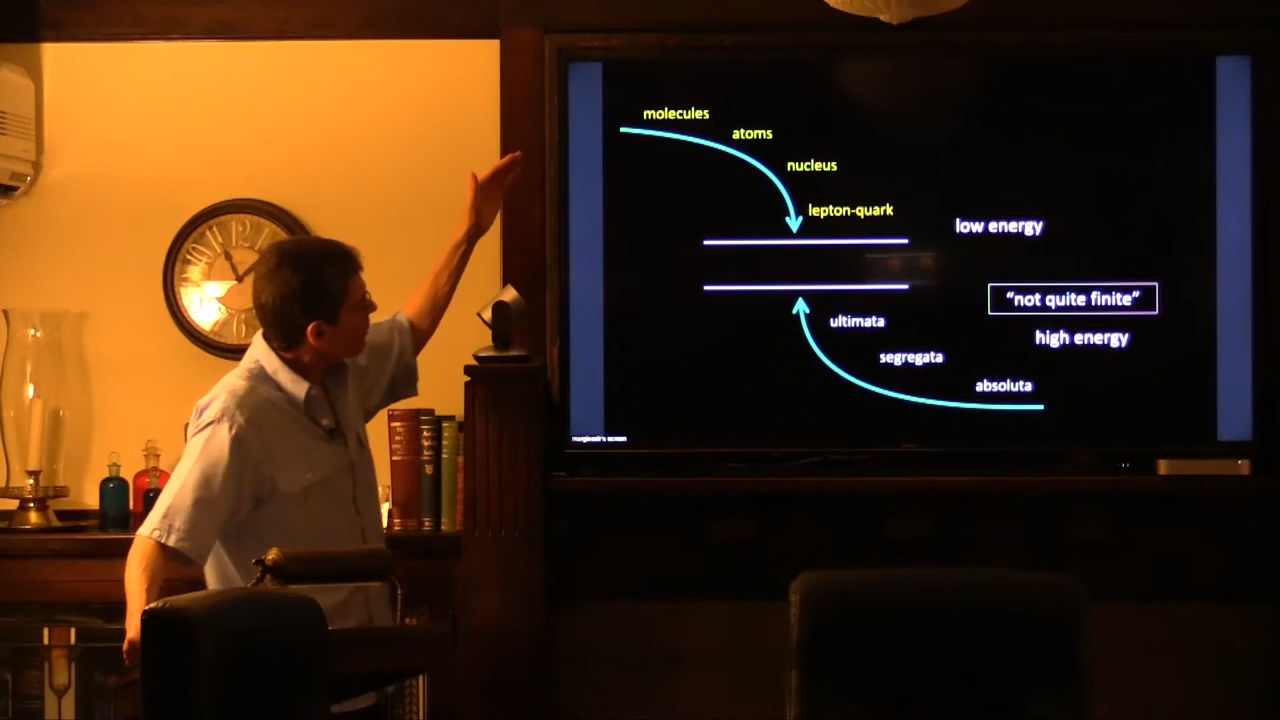 molecules
atoms
nucleus
lepton-quark
low energy
"not quite finite"
ultimata
high energy
segregata
absoluta